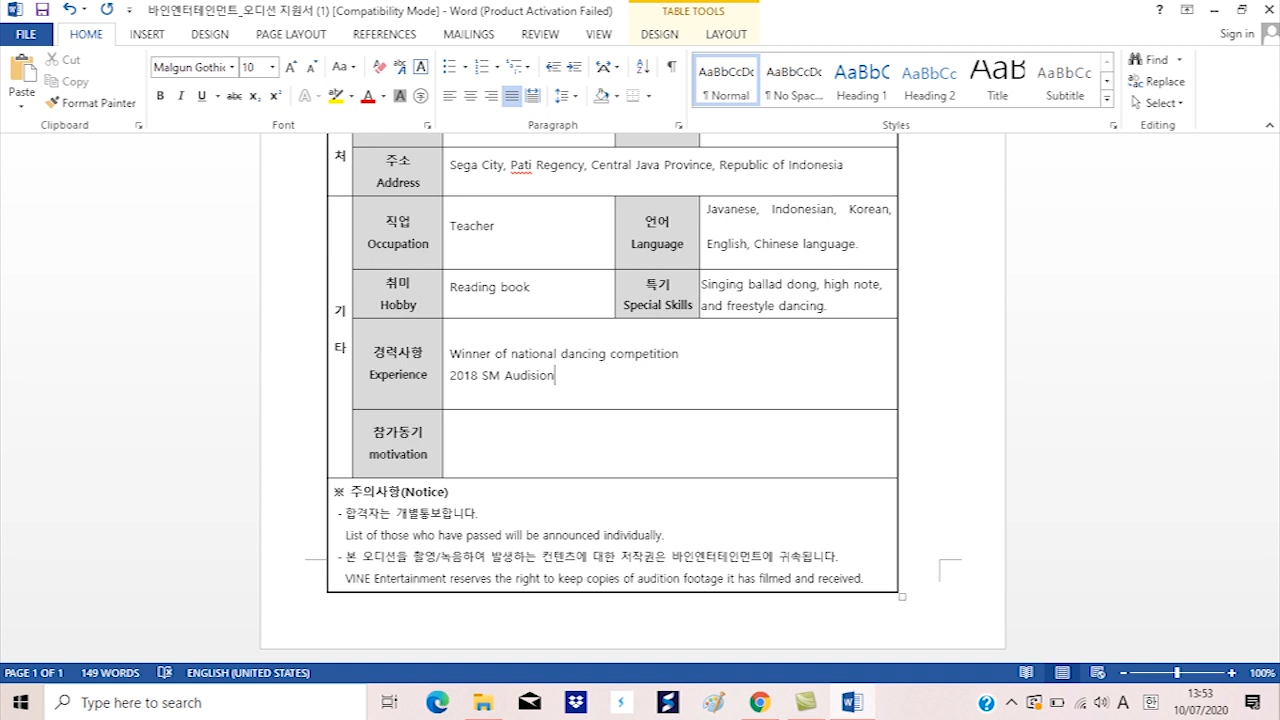 바인엔터테인먼트_오디션 지원서 (1) [Compatibility Mode] - Word (Product Activation Failed)
TABLE TOOLS
?
FILE
HOME
INSERT
DESIGN
PAGE LAYOUT
REFERENCES
MAILINGS
REVIEW
VIEW
DESIGN
LAYOUT
Sign in
Paste
Cut
Copy
Format Painter
Clipboard
Malgun Gothic
10
Font
Paragraph
AaBbCcDc
¶ Normal
AaBbCcDc
¶ No Spac...
AaBbC
Heading 1
AaBbCc
Heading 2
AaB
Title
AaBbCc
Subtitle
Styles
Find
Replace
Select
Editing
처
주소
Address
Sega City, Pati Regency, Central Java Province, Republic of Indonesia
기
타
직업
Occupation
Teacher
언어
Language
Javanese, Indonesian, Korean,
English, Chinese language.
취미
Hobby
Reading book
특기
Special Skills
Singing ballad dong, high note,
and freestyle dancing.
경력사항
Experience
Winner of national dancing competition
2018 SM Audision
참가동기
motivation
※ 주의사항(Notice)
- 합격자는 개별통보합니다.
List of those who have passed will be announced individually.
- 본 오디션을 촬영/녹음하여 발생하는 컨텐츠에 대한 저작권은 바인엔터테인먼트에 귀속됩니다.
VINE Entertainment reserves the right to keep copies of audition footage it has filmed and received.
PAGE 1 OF 1
149 WORDS
ENGLISH (UNITED STATES)
100%
Type here to search
A
한
13:53
10/07/2020